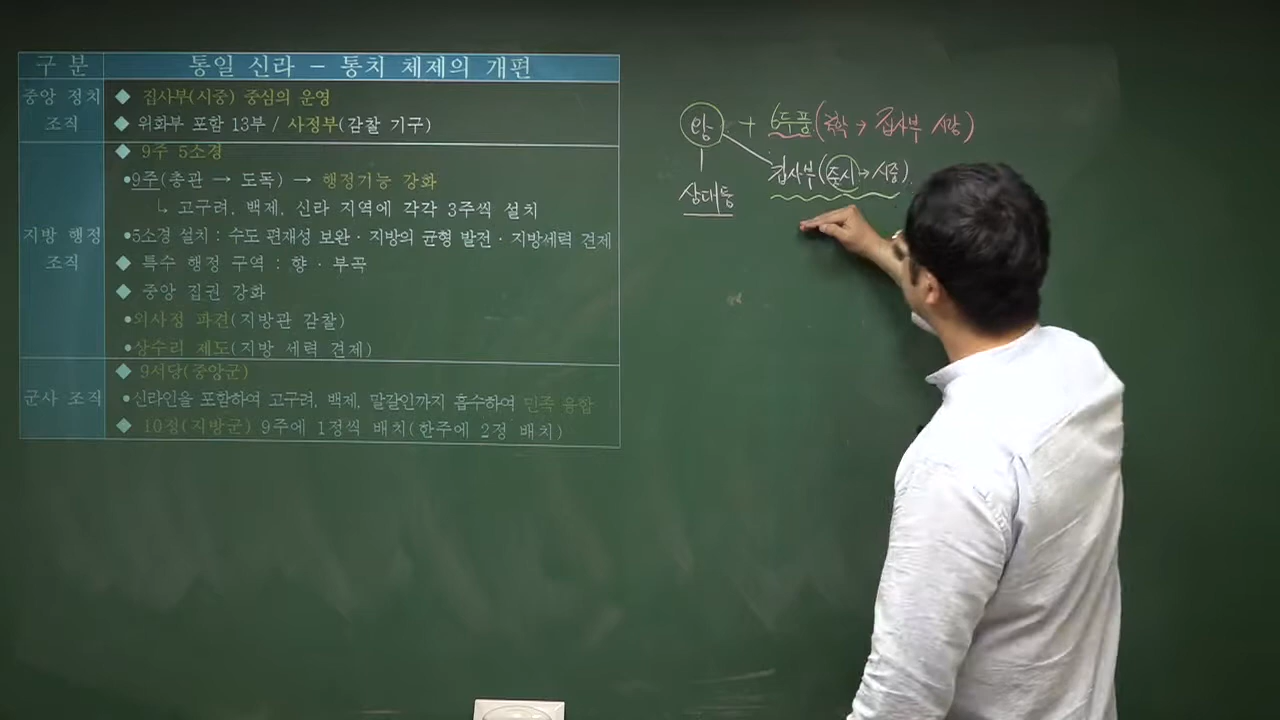 구 분
통일 신라 - 통치 체제의 개편
중앙 정치
조직
◆ 집사부(시중) 중심의 운영
◆ 위화부 포함 13부 / 사정부(감찰 기구)
지방 행정
조직
◆ 9주 5소경
•9주(총관 → 도독) → 행정기능 강화
↳ 고구려, 백제, 신라 지역에 각각 3주씩 설치
•5소경 설치 : 수도 편재성 보완 · 지방의 균형 발전 · 지방세력 견제
◆ 특수 행정 구역 : 향 · 부곡
◆ 중앙 집권 강화
•외사정 파견(지방관 감찰)
•상수리 제도(지방 세력 견제)
군사 조직
◆ 9서당(중앙군)
•신라인을 포함하여 고구려, 백제, 말갈인까지 흡수하여 민족 융합
◆ 10정(지방군) 9주에 1정씩 배치(한주에 2정 배치)
왕 + 6두품(국학 → 집사부 시랑)
집사부(중시→시중)
상대등